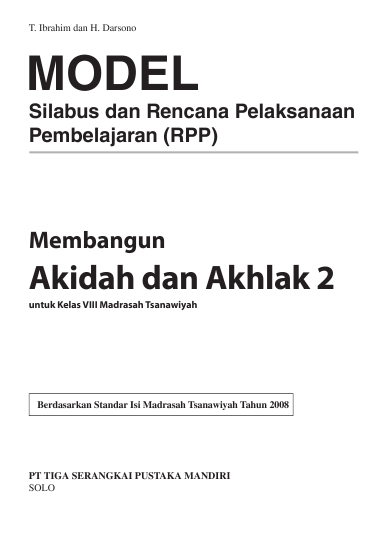 T. Ibrahim dan H. Darsono
MODEL
Silabus dan Rencana Pelaksanaan
Pembelajaran (RPP)
Membangun
Akidah dan Akhlak 2
untuk Kelas VIII Madrasah Tsanawiyah
Berdasarkan Standar Isi Madrasah Tsanawiyah Tahun 2008
PT TIGA SERANGKAI PUSTAKA MANDIRI
SOLO